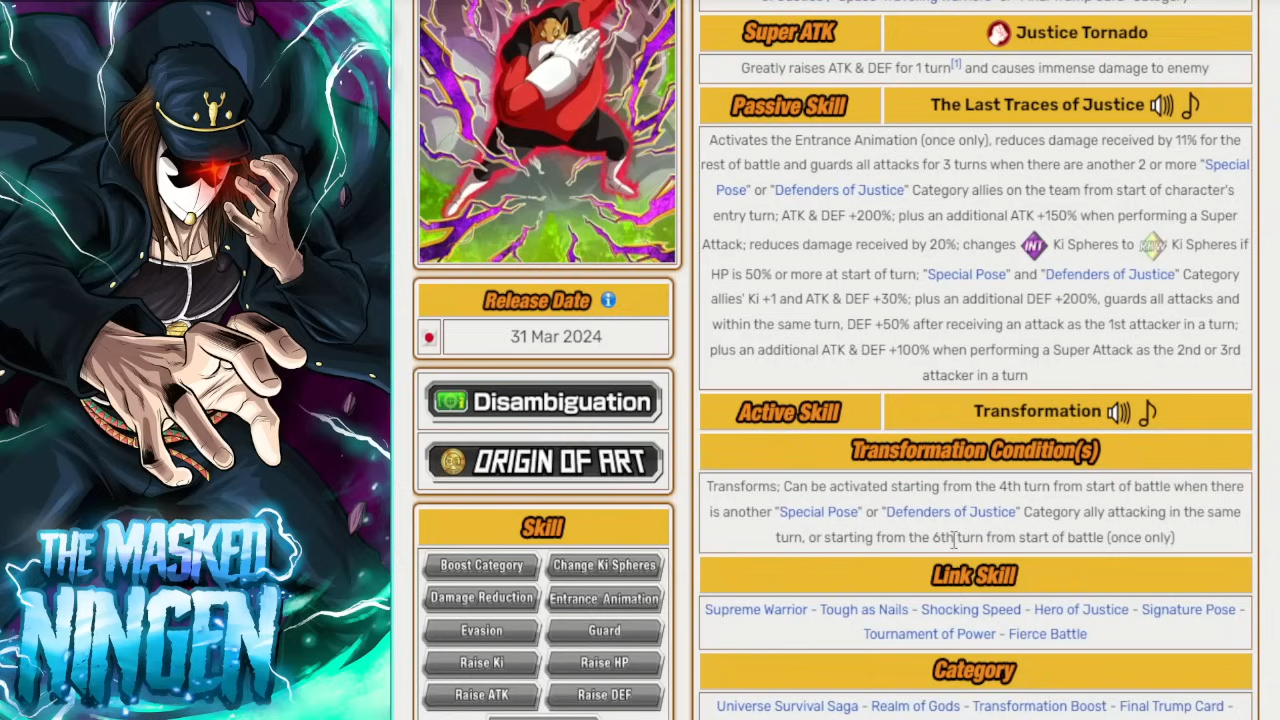 THE MASKED
NINGEN
Release Date
31 Mar 2024
Disambiguation
ORIGIN OF ART
Skill
Boost Category
Change Ki Spheres
Damage Reduction
Entrance Animation
Evasion
Guard
Raise Ki
Raise HP
Raise ATK
Raise DEF
Super ATK
Justice Tornado
Greatly raises ATK & DEF for 1 turn[1] and causes immense damage to enemy
Passive Skill
The Last Traces of Justice
Activates the Entrance Animation (once only), reduces damage received by 11% for the
rest of battle and guards all attacks for 3 turns when there are another 2 or more "Special
Pose" or "Defenders of Justice" Category allies on the team from start of character's
entry turn; ATK & DEF +200%; plus an additional ATK +150% when performing a Super
Attack; reduces damage received by 20%; changes INT Ki Spheres to Ki Spheres if
HP is 50% or more at start of turn; "Special Pose" and "Defenders of Justice" Category
allies' Ki +1 and ATK & DEF +30%; plus an additional DEF +200%, guards all attacks and
within the same turn, DEF +50% after receiving an attack as the 1st attacker in a turn;
plus an additional ATK & DEF +100% when performing a Super Attack as the 2nd or 3rd
attacker in a turn
Active Skill
Transformation
Transformation Condition(s)
Transforms; Can be activated starting from the 4th turn from start of battle when there
is another "Special Pose" or "Defenders of Justice" Category ally attacking in the same
turn, or starting from the 6th turn from start of battle (once only)
Link Skill
Supreme Warrior - Tough as Nails - Shocking Speed - Hero of Justice - Signature Pose -
Tournament of Power - Fierce Battle
Category
Universe Survival Saga - Realm of Gods - Transformation Boost - Final Trump Card -